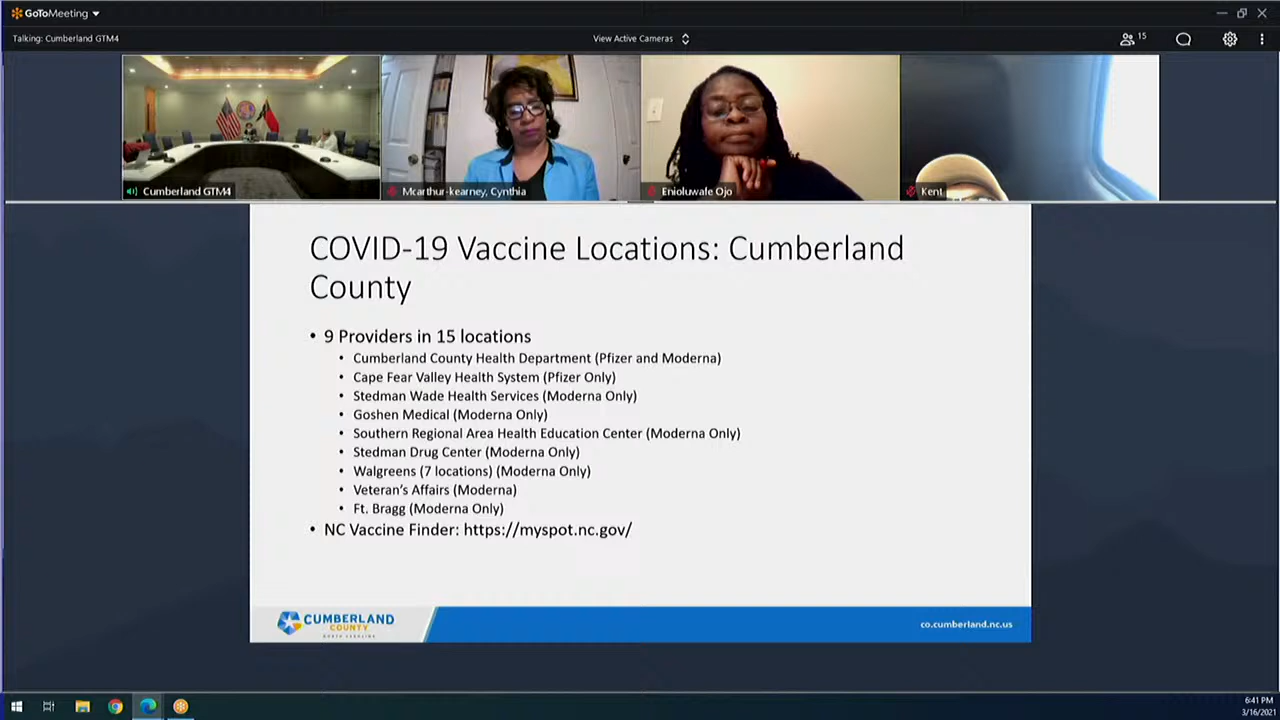 GoToMeeting
Talking: Cumberland GTM4
View Active Cameras
15
Cumberland GTM4
Mcarthur-kearney, Cynthia
Enioluwale Ojo
Kent
COVID-19 Vaccine Locations: Cumberland
County
• 9 Providers in 15 locations
• Cumberland County Health Department (Pfizer and Moderna)
• Cape Fear Valley Health System (Pfizer Only)
• Stedman Wade Health Services (Moderna Only)
• Goshen Medical (Moderna Only)
• Southern Regional Area Health Education Center (Moderna Only)
• Stedman Drug Center (Moderna Only)
• Walgreens (7 locations) (Moderna Only)
• Veteran’s Affairs (Moderna)
• Ft. Bragg (Moderna Only)
• NC Vaccine Finder: https://myspot.nc.gov/
CUMBERLAND
COUNTY
NORTH CAROLINA
co.cumberland.nc.us
6:41 PM
3/16/2021